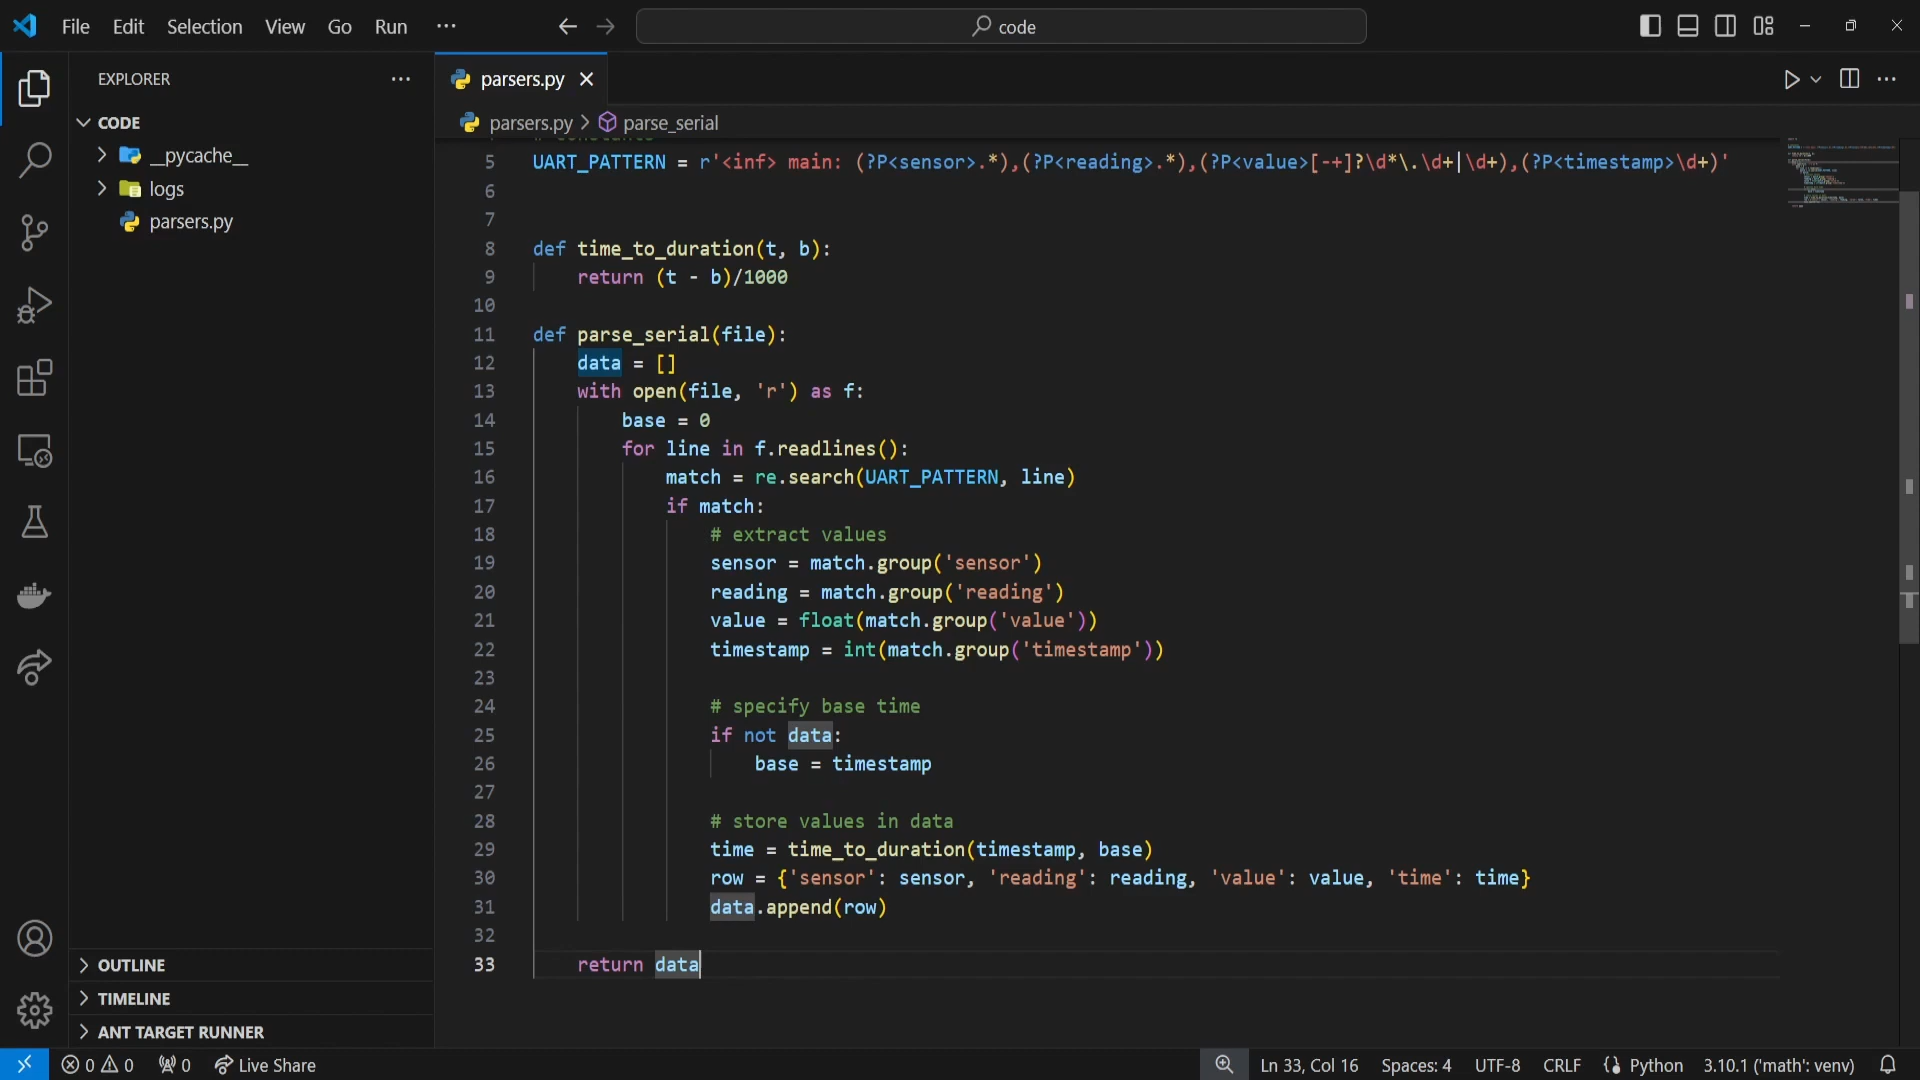 File Edit Selection View Go Run ···
code
EXPLORER
CODE
__pycache__
logs
parsers.py
OUTLINE
TIMELINE
ANT TARGET RUNNER
parsers.py
parsers.py > parse_serial
5 UART_PATTERN = r'<inf> main: (?P<sensor>.*),(?P<reading>.*),(?P<value>[-+]?\d*\.\d+|\d+),(?P<timestamp>\d+)'
6
7
8 def time_to_duration(t, b):
9 return (t - b)/1000
10
11 def parse_serial(file):
12 data = []
13 with open(file, 'r') as f:
14 base = 0
15 for line in f.readlines():
16 match = re.search(UART_PATTERN, line)
17 if match:
18 # extract values
19 sensor = match.group('sensor')
20 reading = match.group('reading')
21 value = float(match.group('value'))
22 timestamp = int(match.group('timestamp'))
23
24 # specify base time
25 if not data:
26 base = timestamp
27
28 # store values in data
29 time = time_to_duration(timestamp, base)
30 row = {'sensor': sensor, 'reading': reading, 'value': value, 'time': time}
31 data.append(row)
32
33 return data
0 0 0 Live Share Ln 33, Col 16 Spaces: 4 UTF-8 CRLF Python 3.10.1 ('math': venv)